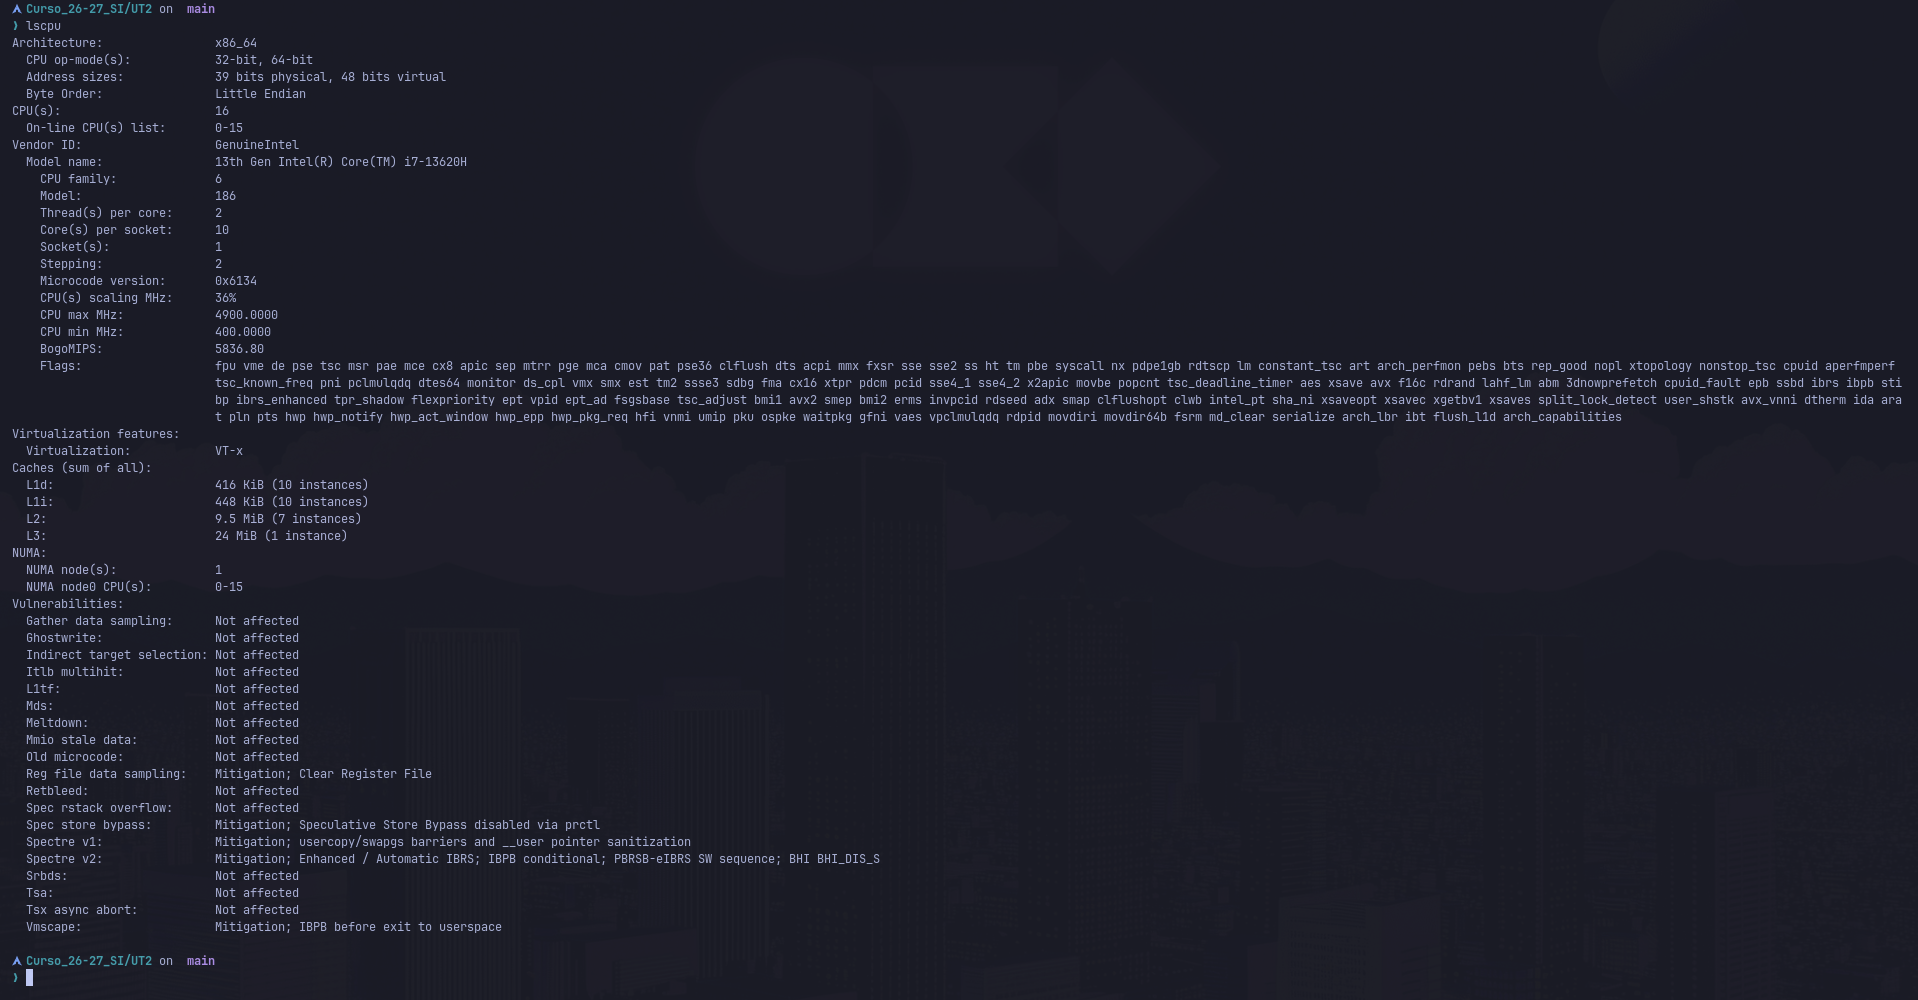 Curso_26-27_SI/UT2 on main
❯ lscpu
Architecture: x86_64
CPU op-mode(s): 32-bit, 64-bit
Address sizes: 39 bits physical, 48 bits virtual
Byte Order: Little Endian
CPU(s): 16
On-line CPU(s) list: 0-15
Vendor ID: GenuineIntel
Model name: 13th Gen Intel(R) Core(TM) i7-13620H
CPU family: 6
Model: 186
Thread(s) per core: 2
Core(s) per socket: 10
Socket(s): 1
Stepping: 2
Microcode version: 0x6134
CPU(s) scaling MHz: 36%
CPU max MHz: 4900.0000
CPU min MHz: 400.0000
BogoMIPS: 5836.80
Flags: fpu vme de pse tsc msr pae mce cx8 apic sep mtrr pge mca cmov pat pse36 clflush dts acpi mmx fxsr sse sse2 ss ht tm pbe syscall nx pdpe1gb rdtscp lm constant_tsc art arch_perfmon pebs bts rep_good nopl xtopology nonstop_tsc cpuid aperfmperf
tsc_known_freq pni pclmulqdq dtes64 monitor ds_cpl vmx smx est tm2 ssse3 sdbg fma cx16 xtpr pdcm pcid sse4_1 sse4_2 x2apic movbe popcnt tsc_deadline_timer aes xsave avx f16c rdrand lahf_lm abm 3dnowprefetch cpuid_fault epb ssbd ibrs ibpb sti
bp ibrs_enhanced tpr_shadow flexpriority ept vpid ept_ad fsgsbase tsc_adjust bmi1 avx2 smep bmi2 erms invpcid rdseed adx smap clflushopt clwb intel_pt sha_ni xsaveopt xsavec xgetbv1 xsaves split_lock_detect user_shstk avx_vnni dtherm ida ara
t pln pts hwp hwp_notify hwp_act_window hwp_epp hwp_pkg_req hfi vnmi umip pku ospke waitpkg gfni vaes vpclmulqdq rdpid movdiri movdir64b fsrm md_clear serialize arch_lbr ibt flush_l1d arch_capabilities
Virtualization features:
Virtualization: VT-x
Caches (sum of all):
L1d: 416 KiB (10 instances)
L1i: 448 KiB (10 instances)
L2: 9.5 MiB (7 instances)
L3: 24 MiB (1 instance)
NUMA:
NUMA node(s): 1
NUMA node0 CPU(s): 0-15
Vulnerabilities:
Gather data sampling: Not affected
Ghostwrite: Not affected
Indirect target selection: Not affected
Itlb multihit: Not affected
L1tf: Not affected
Mds: Not affected
Meltdown: Not affected
Mmio stale data: Not affected
Old microcode: Not affected
Reg file data sampling: Mitigation; Clear Register File
Retbleed: Not affected
Spec rstack overflow: Not affected
Spec store bypass: Mitigation; Speculative Store Bypass disabled via prctl
Spectre v1: Mitigation; usercopy/swapgs barriers and __user pointer sanitization
Spectre v2: Mitigation; Enhanced / Automatic IBRS; IBPB conditional; PBRSB-eIBRS SW sequence; BHI BHI_DIS_S
Srbds: Not affected
Tsa: Not affected
Tsx async abort: Not affected
Vmscape: Mitigation; IBPB before exit to userspace
Curso_26-27_SI/UT2 on main
❯